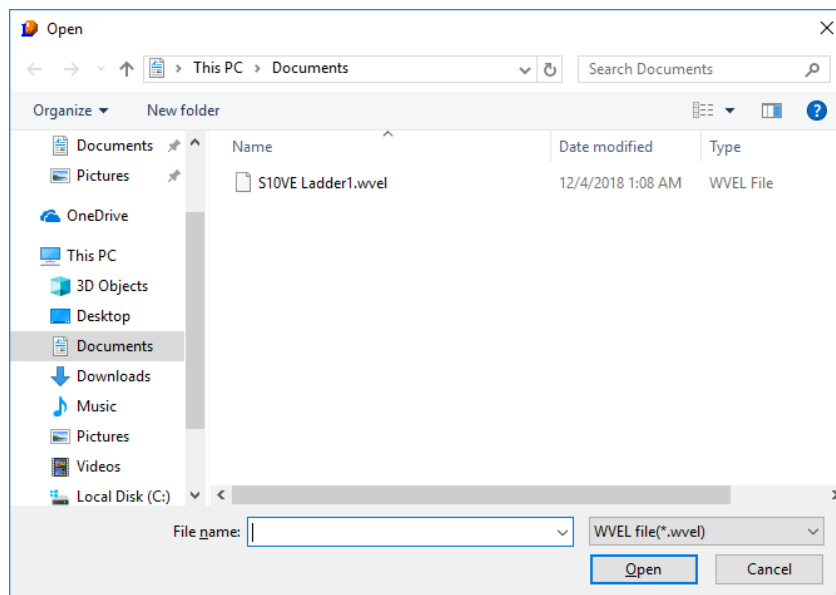 Open
This PC > Documents
Search Documents
Organize
New folder
Documents
Pictures
OneDrive
This PC
3D Objects
Desktop
Documents
Downloads
Music
Pictures
Videos
Local Disk (C:)
Name Date modified Type
S10VE Ladder1.wvel 12/4/2018 1:08 AM WVEL File
File name:
WVEL file(*.wvel)
Open
Cancel